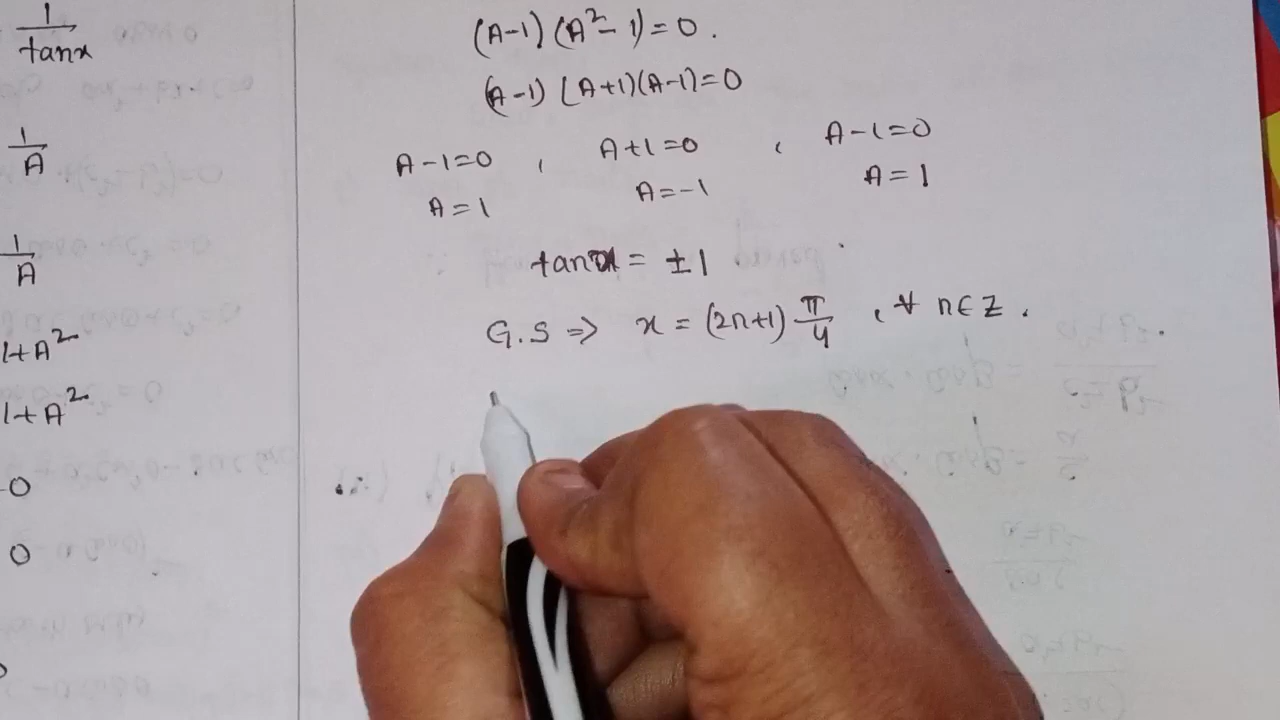 1/tanx
1/A
1/A
1+A²
1+A²
0
0
(A-1) (A²-1)=0.
(A-1) (A+1)(A-1)=0
A-1=0 , A+1=0 , A-1=0
A=1 A=-1 A=1
tanx = ±1
G.S ⇒ x = (2n+1) π/4 , ∀ n∈Z .